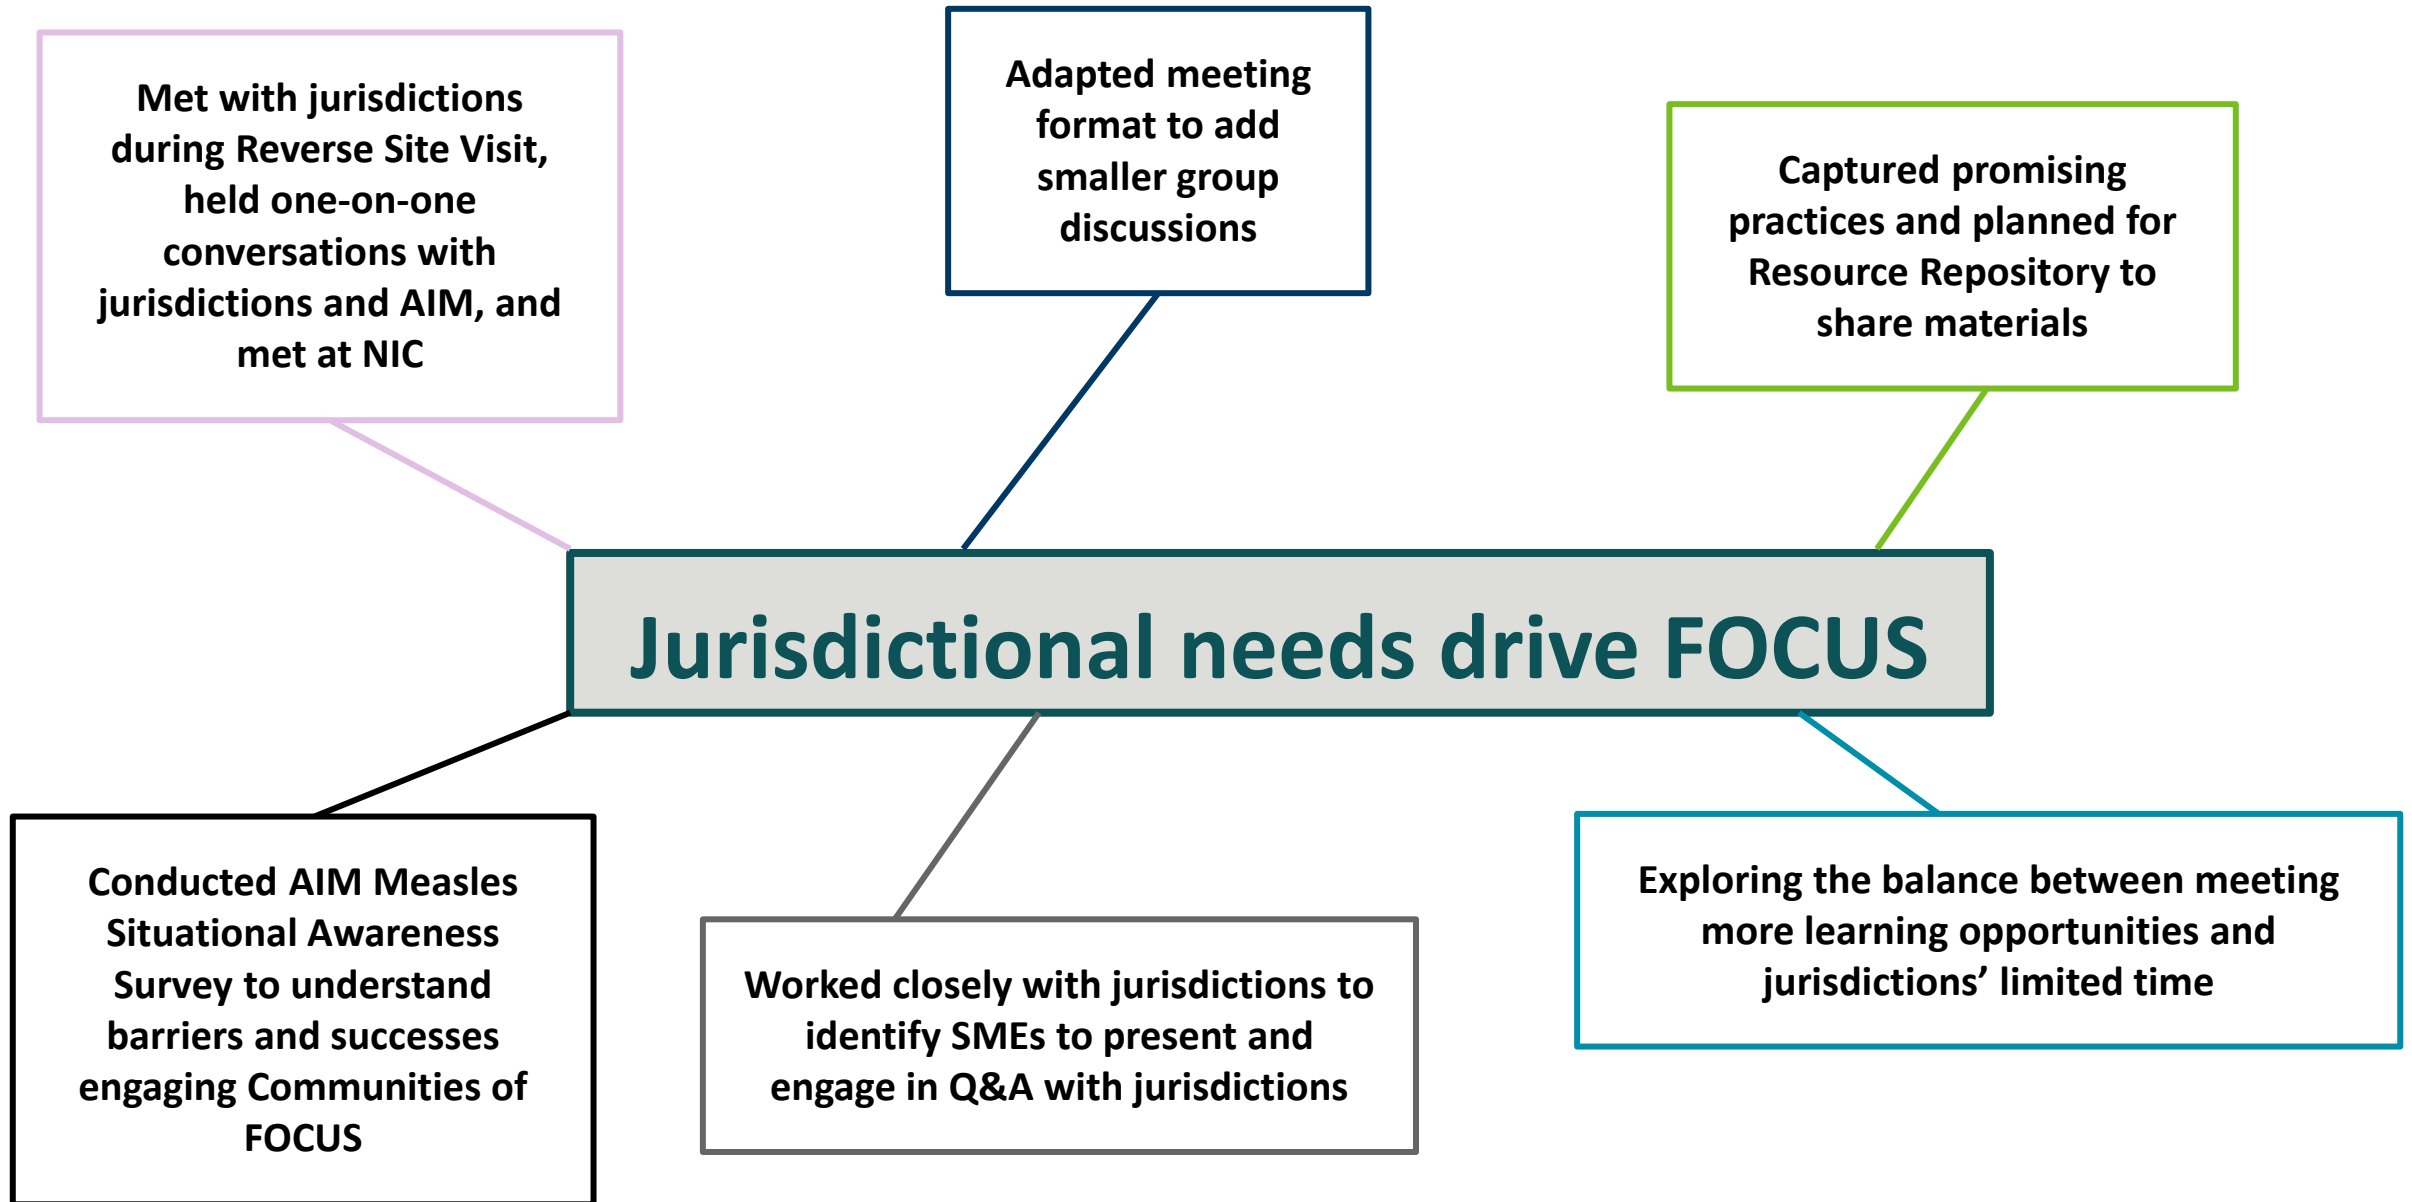 Met with jurisdictions
during Reverse Site Visit,
held one-on-one
conversations with
jurisdictions and AIM, and
met at NIC
Adapted meeting
format to add
smaller group
discussions
Captured promising
practices and planned for
Resource Repository to
share materials
Jurisdictional needs drive FOCUS
Conducted AIM Measles
Situational Awareness
Survey to understand
barriers and successes
engaging Communities of
FOCUS
Worked closely with jurisdictions to
identify SMEs to present and
engage in Q&A with jurisdictions
Exploring the balance between meeting
more learning opportunities and
jurisdictions’ limited time